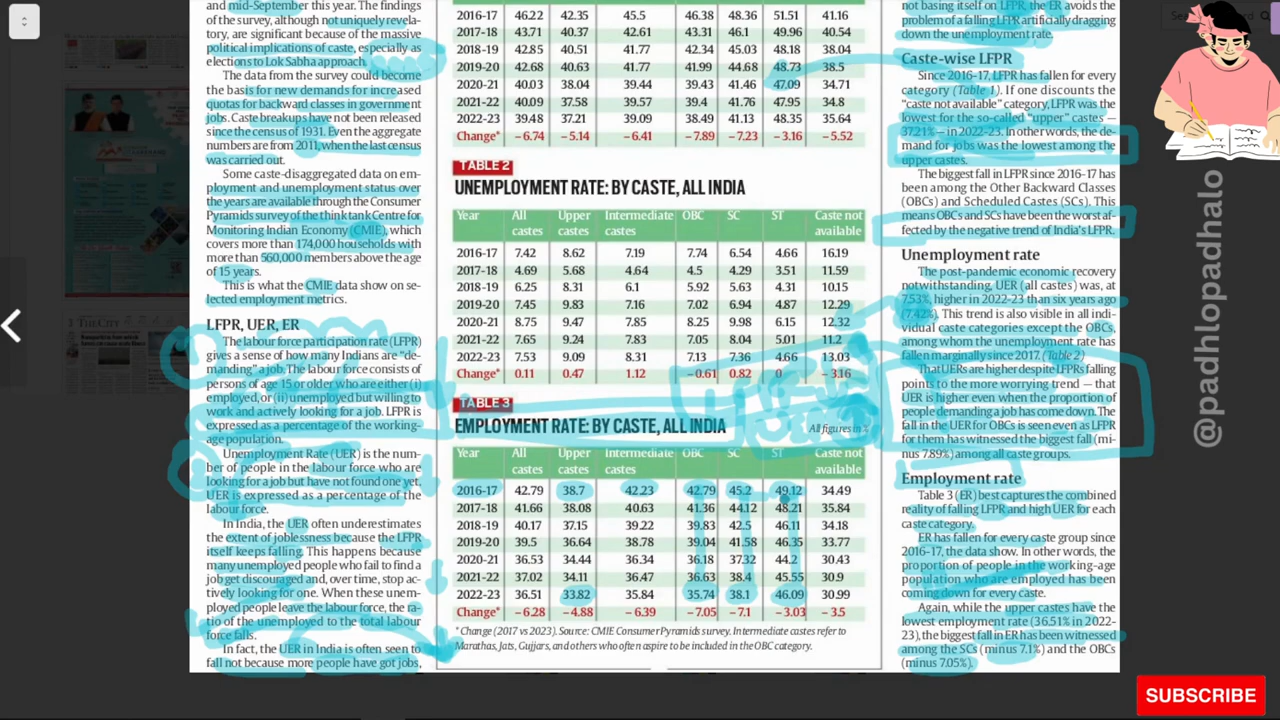 and mid-September this year. The findings
of the survey, although not uniquely revela-
tory, are significant because of the massive
political implications of caste, especially as
elections to Lok Sabha approach.
The data from the survey could become
the basis for new demands for increased
quotas for backward classes in government
jobs. Caste breakups have not been released
since the census of 1931. Even the aggregate
numbers are from 2011, when the last census
was carried out.
Some caste-disaggregated data on em-
ployment and unemployment status over
the years are available through the Consumer
Pyramids survey of the think tank Centre for
Monitoring Indian Economy (CMIE), which
covers more than 174,000 households with
more than 560,000 members above the age
of 15 years.
This is what the CMIE data show on se-
lected employment metrics.
LFPR, UER, ER
The labour force participation rate (LFPR)
gives a sense of how many Indians are "de-
manding" a job. The labour force consists of
persons of age 15 or older who are either (i)
employed, or (ii) unemployed but willing to
work and actively looking for a job. LFPR is
expressed as a percentage of the working-
age population.
Unemployment Rate (UER) is the num-
ber of people in the labour force who are
looking for a job but have not found one yet.
UER is expressed as a percentage of the
labour force.
In India, the UER often underestimates
the extent of joblessness because the LFPR
itself keeps falling. This happens because
many unemployed people who fail to find a
job get discouraged and, over time, stop ac-
tively looking for one. When these unem-
ployed people leave the labour force, the ra-
tio of the unemployed to the total labour
force falls.
In fact, the UER in India is often seen to
fall not because more people have got jobs,
2016-17 46.22 42.35 45.5 46.38 48.36 51.51 41.16
2017-18 43.71 40.37 42.61 43.31 46.1 49.96 40.54
2018-19 42.85 40.51 41.77 42.34 45.03 48.18 38.04
2019-20 42.68 40.63 41.77 41.99 44.68 48.73 38.5
2020-21 40.03 38.04 39.44 39.43 41.46 47.09 34.71
2021-22 40.09 37.58 39.57 39.4 41.76 47.95 34.8
2022-23 39.48 37.21 39.09 38.49 41.13 48.35 35.64
Change* – 6.74 – 5.14 – 6.41 – 7.89 – 7.23 – 3.16 – 5.52
TABLE 2
UNEMPLOYMENT RATE: BY CASTE, ALL INDIA
Year All castes Upper castes Intermediate castes OBC SC ST Caste not available
2016-17 7.42 8.62 7.19 7.74 6.54 4.66 16.19
2017-18 4.69 5.68 4.64 4.5 4.29 3.51 11.59
2018-19 6.25 8.31 6.1 5.92 5.63 4.31 10.15
2019-20 7.45 9.83 7.16 7.02 6.94 4.87 12.29
2020-21 8.75 9.47 7.85 8.25 9.98 6.15 12.32
2021-22 7.65 9.24 7.83 7.05 8.04 5.01 11.2
2022-23 7.53 9.09 8.31 7.13 7.36 4.66 13.03
Change* 0.11 0.47 1.12 – 0.61 0.82 0 – 3.16
TABLE 3
EMPLOYMENT RATE: BY CASTE, ALL INDIA
All figures in %
Year All castes Upper castes Intermediate castes OBC SC ST Caste not available
2016-17 42.79 38.7 42.23 42.79 45.2 49.12 34.49
2017-18 41.66 38.08 40.63 41.36 44.12 48.21 35.84
2018-19 40.17 37.15 39.22 39.83 42.5 46.11 34.18
2019-20 39.5 36.64 38.78 39.04 41.58 46.35 33.77
2020-21 36.53 34.44 36.34 36.18 37.32 44.2 30.43
2021-22 37.02 34.11 36.47 36.63 38.4 45.55 30.9
2022-23 36.51 33.82 35.84 35.74 38.1 46.09 30.99
Change* – 6.28 – 4.88 – 6.39 – 7.05 – 7.1 – 3.03 – 3.5
* Change (2017 vs 2023). Source: CMIE Consumer Pyramids survey. Intermediate castes refer to
Marathas, Jats, Gujjars, and others who often aspire to be included in the OBC category.
not basing itself on LFPR, the ER avoids the
problem of a falling LFPR artificially dragging
down the unemployment rate.
Caste-wise LFPR
Since 2016-17, LFPR has fallen for every
category (Table 1). If one discounts the
"caste not available" category, LFPR was the
lowest for the so-called "upper" castes —
37.21% — in 2022-23. In other words, the de-
mand for jobs was the lowest among the
upper castes.
The biggest fall in LFPR since 2016-17 has
been among the Other Backward Classes
(OBCs) and Scheduled Castes (SCs). This
means OBCs and SCs have been the worst af-
fected by the negative trend of India's LFPR.
Unemployment rate
The post-pandemic economic recovery
notwithstanding, UER (all castes) was, at
7.53%, higher in 2022-23 than six years ago
(7.42%). This trend is also visible in all indi-
vidual caste categories except the OBCs,
among whom the unemployment rate has
fallen marginally since 2017. (Table 2)
That UERs are higher despite LFPRs falling
points to the more worrying trend — that
UER is higher even when the proportion of
people demanding a job has come down. The
fall in the UER for OBCs is seen even as LFPR
for them has witnessed the biggest fall (mi-
nus 7.89%) among all caste groups.
Employment rate
Table 3 (ER) best captures the combined
reality of falling LFPR and high UER for each
caste category.
ER has fallen for every caste group since
2016-17, the data show. In other words, the
proportion of people in the working-age
population who are employed has been
coming down for every caste.
Again, while the upper castes have the
lowest employment rate (36.51% in 2022-
23), the biggest fall in ER has been witnessed
among the SCs (minus 7.1%) and the OBCs
(minus 7.05%).
@padhlopadhalo
SUBSCRIBE
3 THE CITY